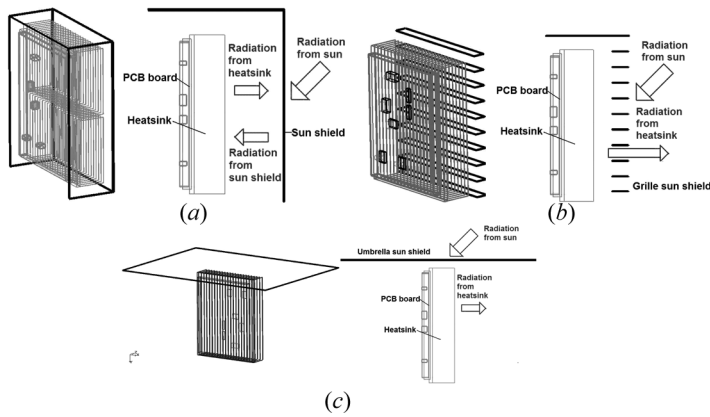 (a)
PCB board
Heatsink
Radiation
from
heatsink
Radiation
from sun
Radiation
from
sun shield
Sun shield
(b)
PCB board
Heatsink
Radiation
from sun
Radiation
from
heatsink
Grille sun shield
Umbrella sun shield
Radiation
from sun
PCB board
Heatsink
Radiation
from
heatsink
(c)